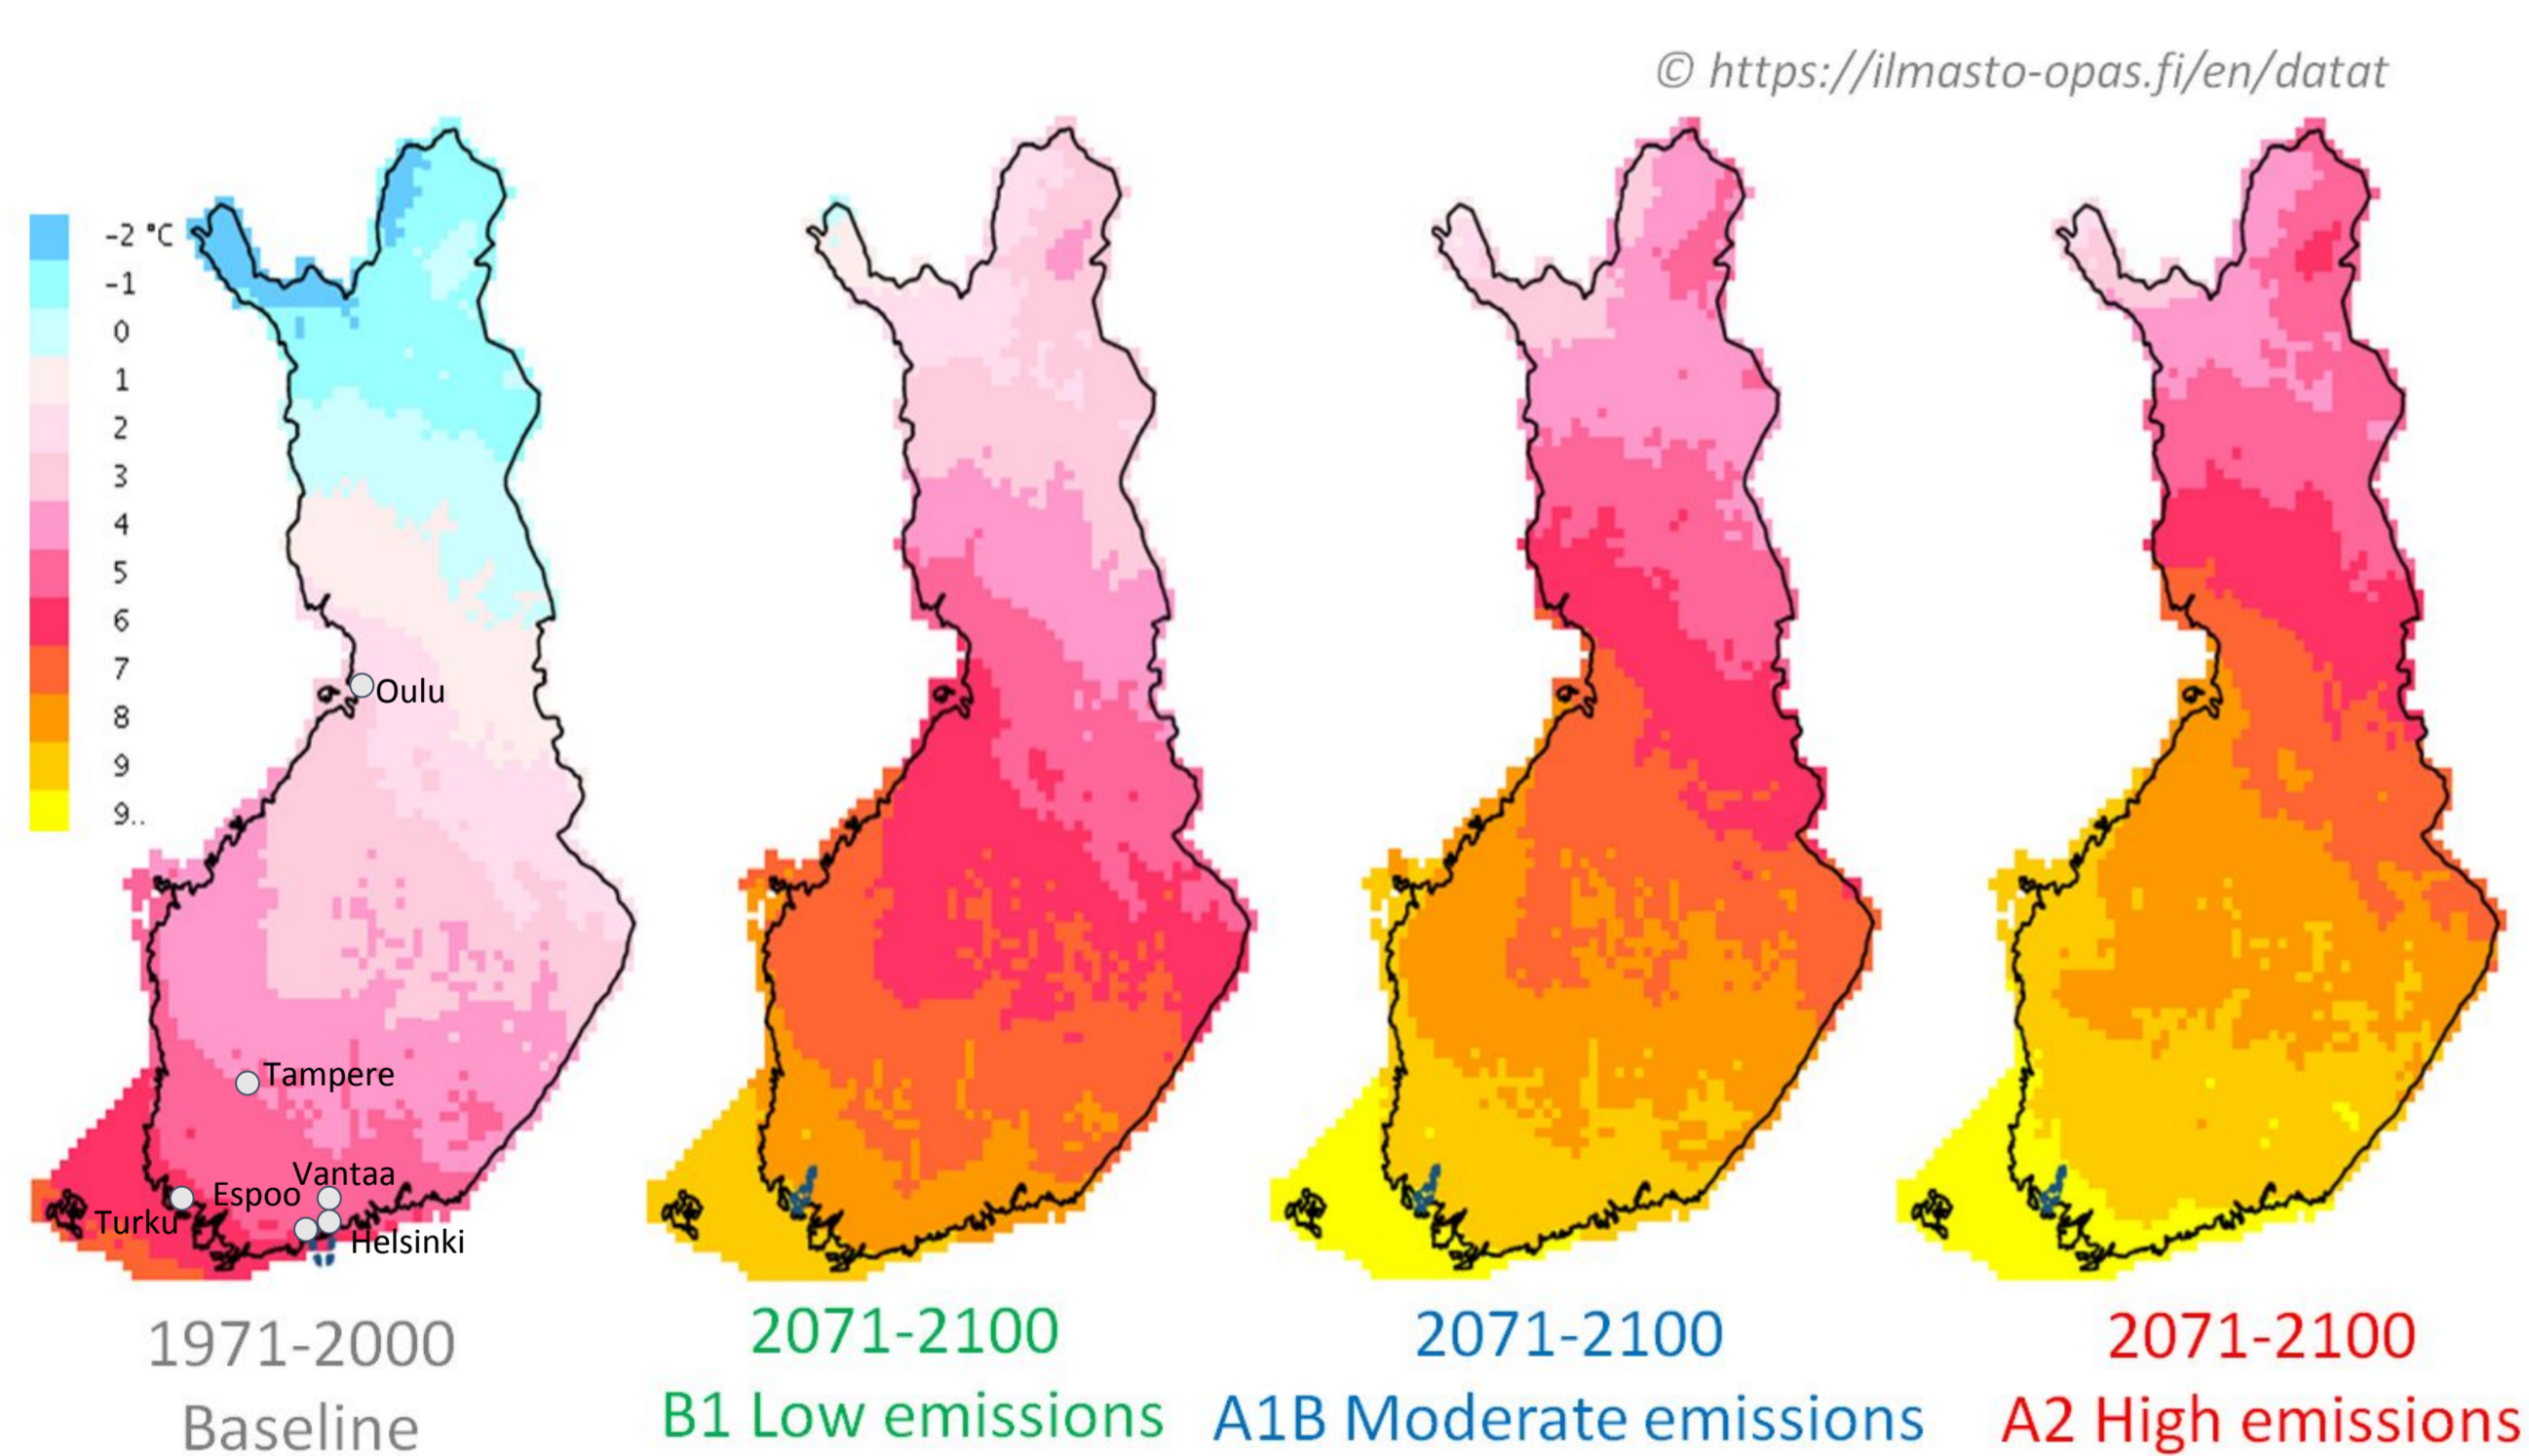 © https://ilmasto-opas.fi/en/datat
-2 °C
-1
0
1
2
3
4
5
6
7
8
9
9..
Oulu
Tampere
Vantaa
Espoo
Turku
Helsinki
1971-2000
Baseline
2071-2100
B1 Low emissions
2071-2100
A1B Moderate emissions
2071-2100
A2 High emissions